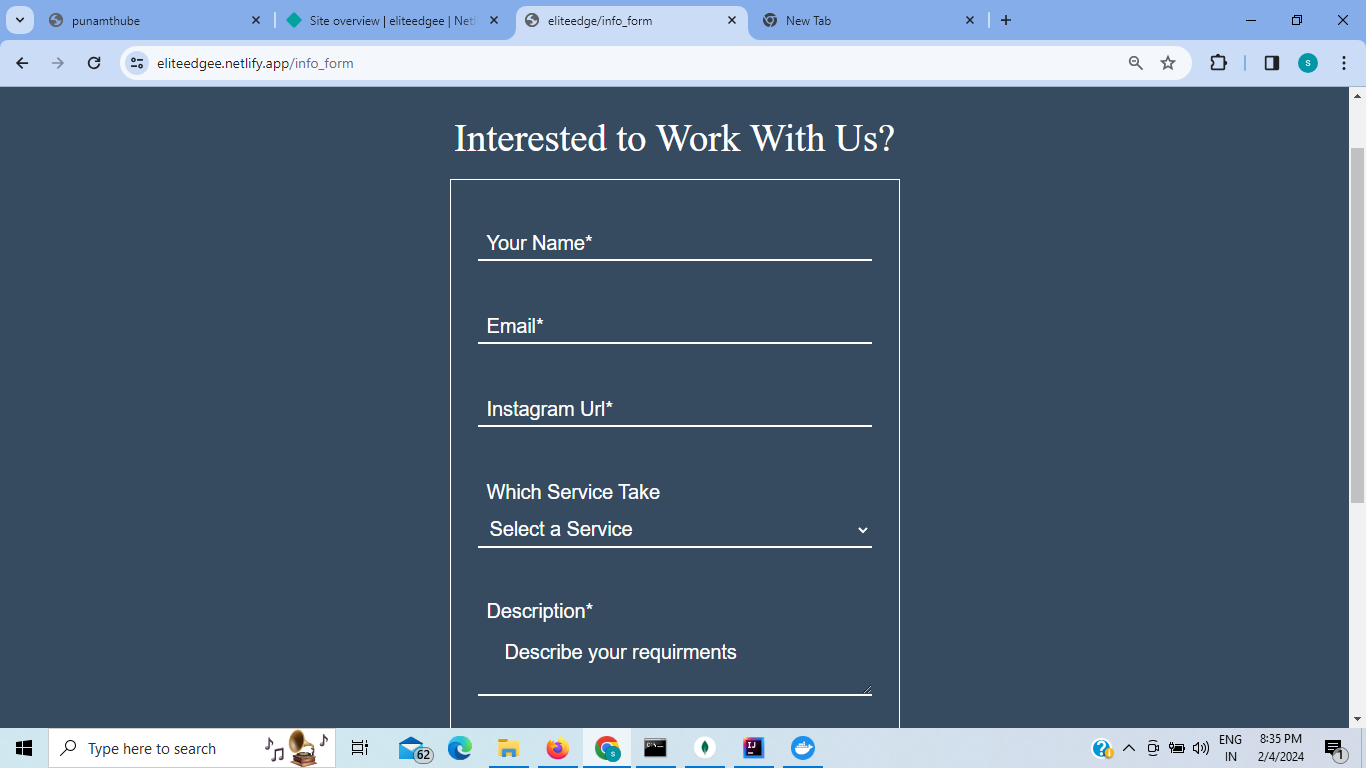 punamthube
Site overview | eliteedgee | Netl
eliteedge/info_form
New Tab
eliteedgee.netlify.app/info_form
s
Interested to Work With Us?
Your Name*
Email*
Instagram Url*
Which Service Take
Select a Service
Description*
Describe your requirments
Type here to search
62
ENG
IN
8:35 PM
2/4/2024
1